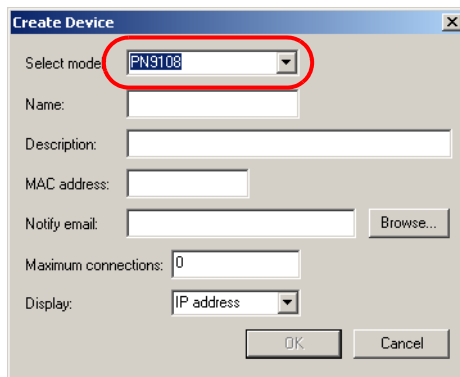 Create Device
Select mode PN9108
Name:
Description:
MAC address:
Notify email: Browse...
Maximum connections: 0
Display: IP address
OK Cancel